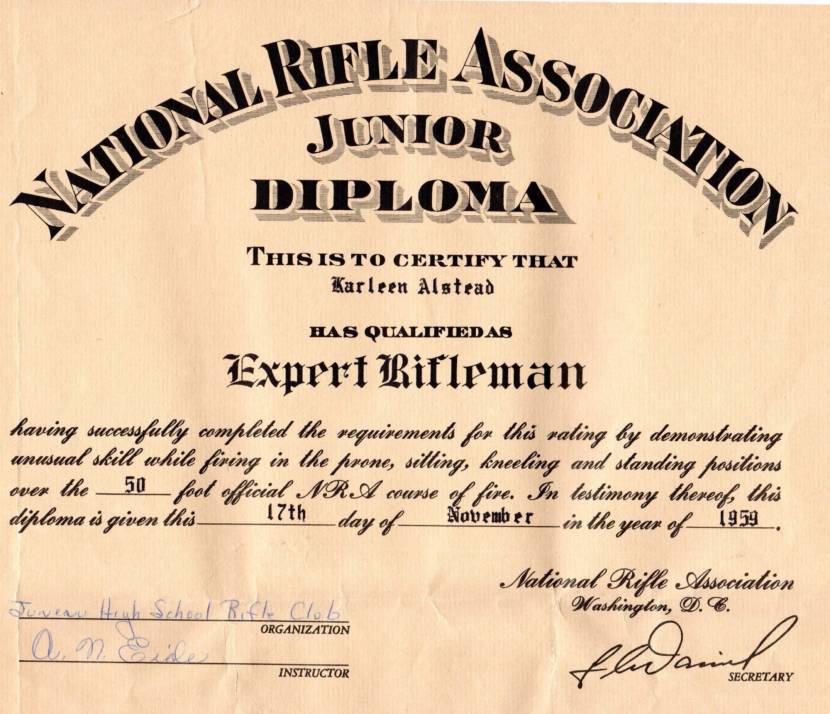 NATIONAL RIFLE ASSOCIATION
JUNIOR
DIPLOMA
THIS IS TO CERTIFY THAT
Karleen Alstead
HAS QUALIFIED AS
Expert Rifleman
having successfully completed the requirements for this rating by demonstrating
unusual skill while firing in the prone, sitting, kneeling and standing positions
over the 50 foot official NRA course of fire. In testimony thereof, this
diploma is given this 17th day of November in the year of 1959.
National Rifle Association
Washington, D. C.
Juneau High School Rifle Club
ORGANIZATION
A. N. Eide
INSTRUCTOR
SECRETARY